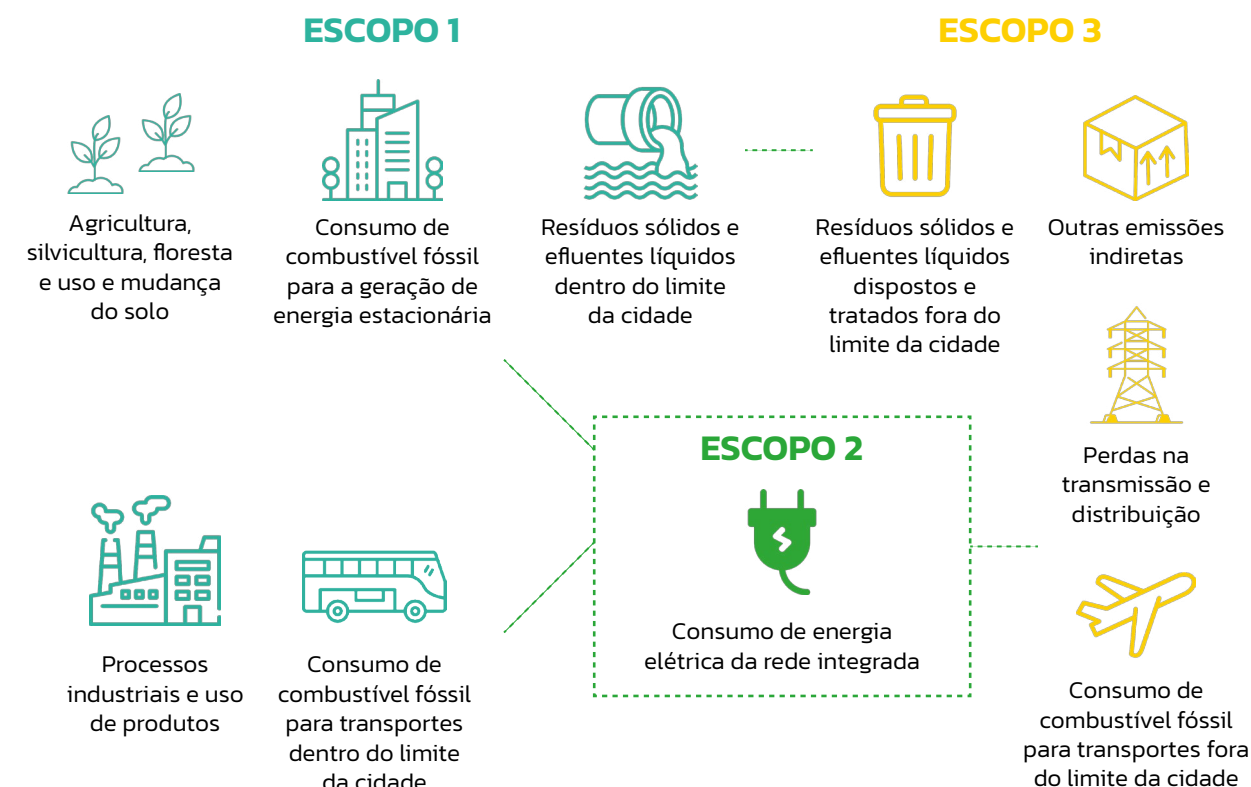 ESCOPO 1
Agricultura,
silvicultura, floresta
e uso e mudança
do solo
Consumo de
combustível fóssil
para a geração de
energia estacionária
Resíduos sólidos e
efluentes líquidos
dentro do limite
da cidade
Processos
industriais e uso
de produtos
Consumo de
combustível fóssil
para transportes
dentro do limite
da cidade
ESCOPO 2
Consumo de energia
elétrica da rede integrada
ESCOPO 3
Resíduos sólidos e
efluentes líquidos
dispostos e
tratados fora do
limite da cidade
Outras emissões
indiretas
Perdas na
transmissão e
distribuição
Consumo de
combustível fóssil
para transportes fora
do limite da cidade